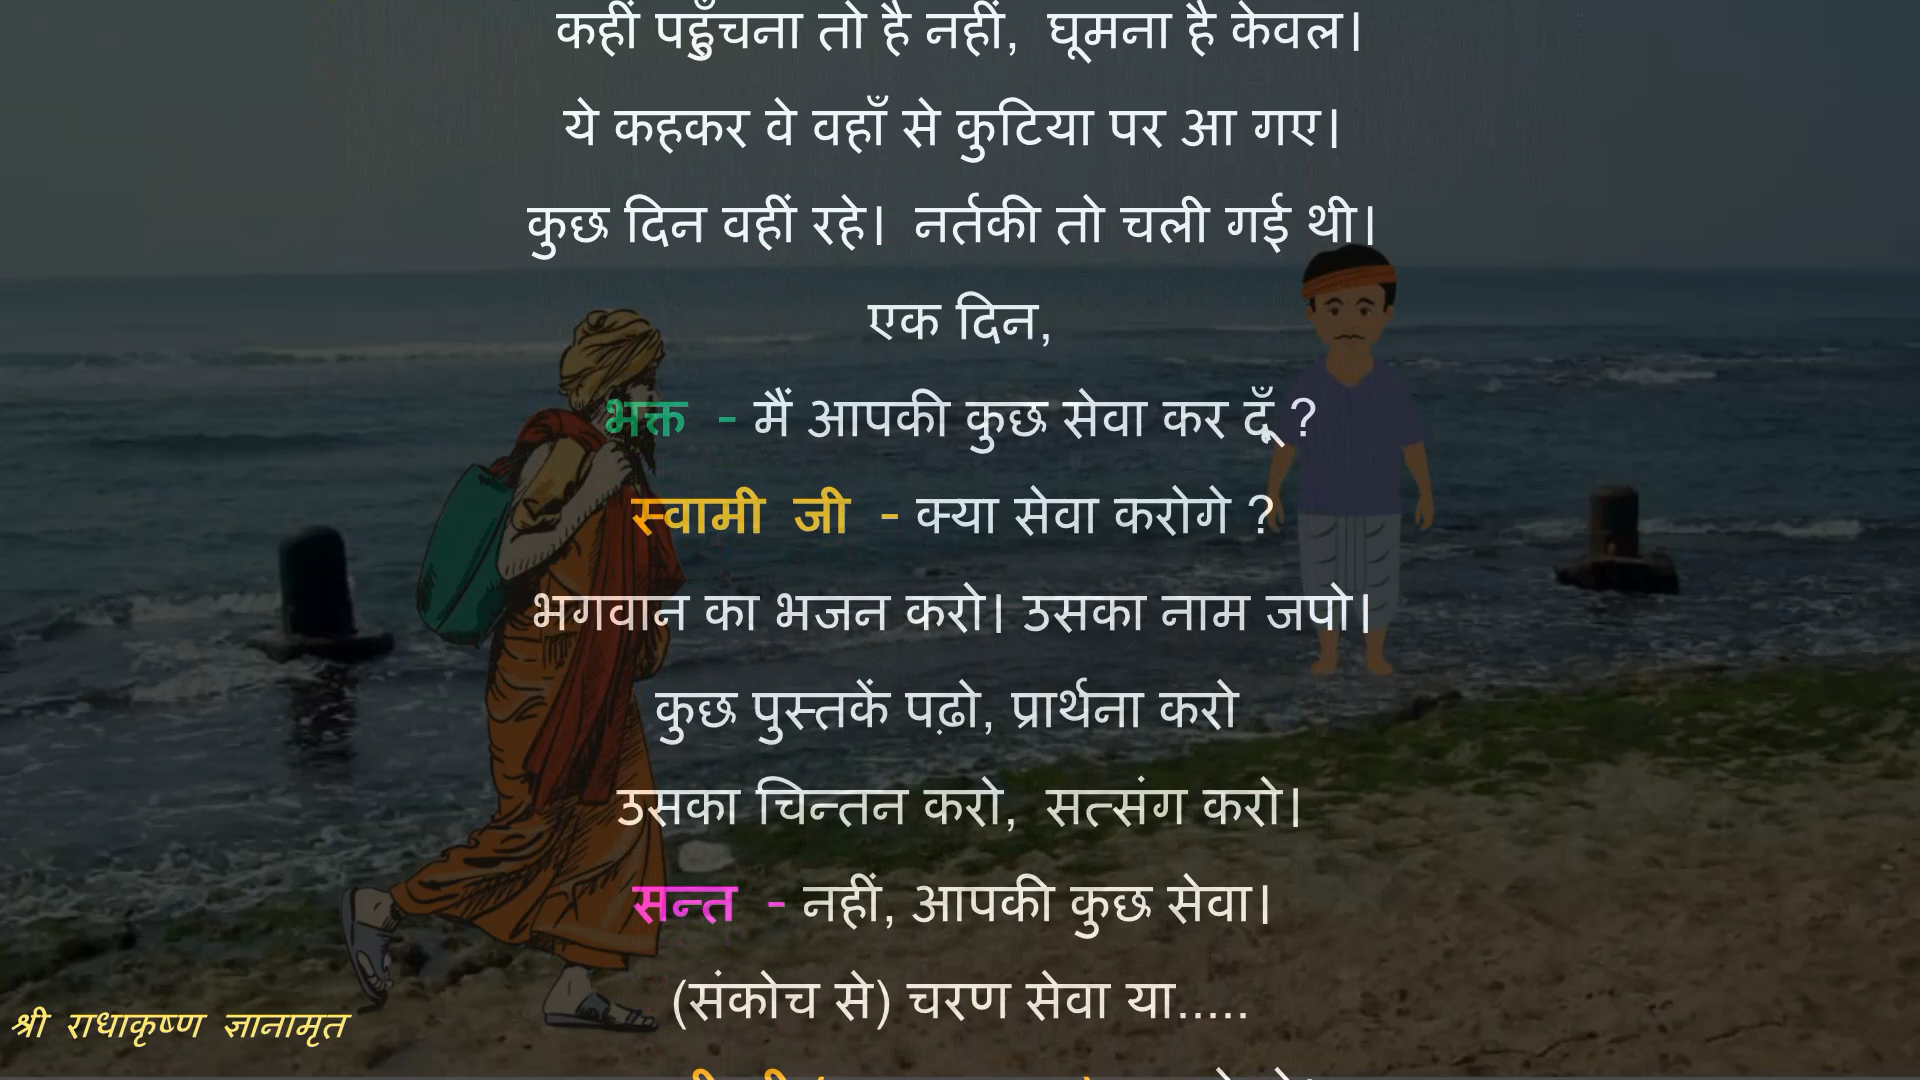 कहीं पहुँचना तो है नहीं, घूमना है केवल।
ये कहकर वे वहाँ से कुटिया पर आ गए।
कुछ दिन वहीं रहे। नर्तकी तो चली गई थी।
एक दिन,
भक्त - मैं आपकी कुछ सेवा कर दूँ ?
स्वामी जी - क्या सेवा करोगे ?
भगवान का भजन करो। उसका नाम जपो।
कुछ पुस्तकें पढ़ो, प्रार्थना करो
उसका चिन्तन करो, सत्संग करो।
सन्त - नहीं, आपकी कुछ सेवा।
(संकोच से) चरण सेवा या.....
श्री राधाकृष्ण ज्ञानामृत